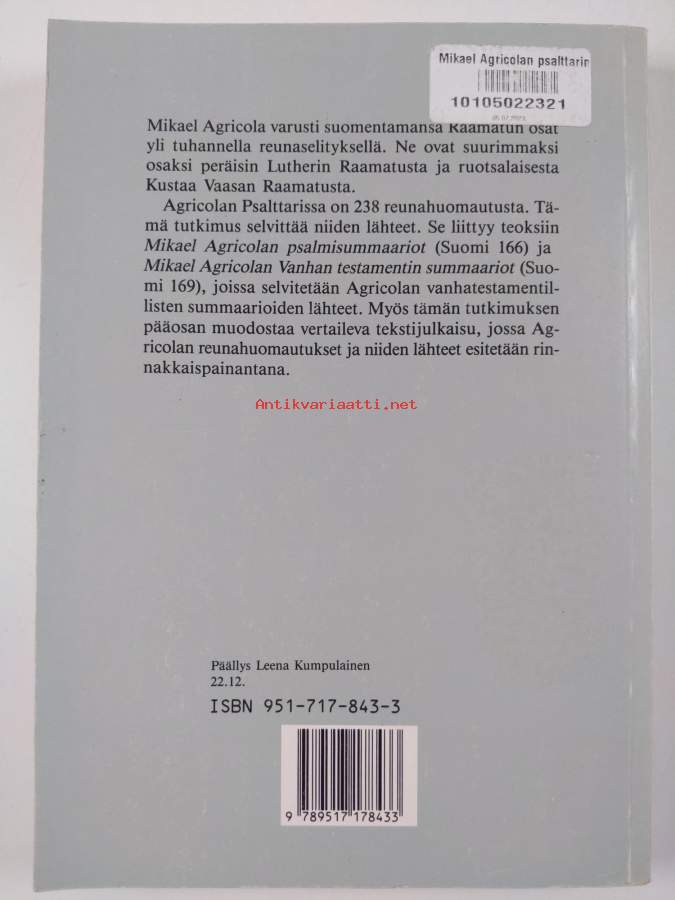 Mikael Agricolan psalttarin
10105022321
Mikael Agricola varusti suomentamansa Raamatun osat
yli tuhannella reunaselityksellä. Ne ovat suurimmaksi
osaksi peräisin Lutherin Raamatusta ja ruotsalaisesta
Kustaa Vaasan Raamatusta.
Agricolan Psalttarissa on 238 reunahuomautusta. Tä-
mä tutkimus selvittää niiden lähteet. Se liittyy teoksiin
Mikael Agricolan psalmisummaariot (Suomi 166) ja
Mikael Agricolan Vanhan testamentin summaariot (Suo-
mi 169), joissa selvitetään Agricolan vanhatestamentil-
listen summaarioiden lähteet. Myös tämän tutkimuksen
pääosan muodostaa vertaileva tekstijulkaisu, jossa Ag-
ricolan reunahuomautukset ja niiden lähteet esitetään rin-
nakkaispainantana.
Antikvariaatti.net
Päällys Leena Kumpulainen
22.12.
ISBN 951-717-843-3
9 789517 178433